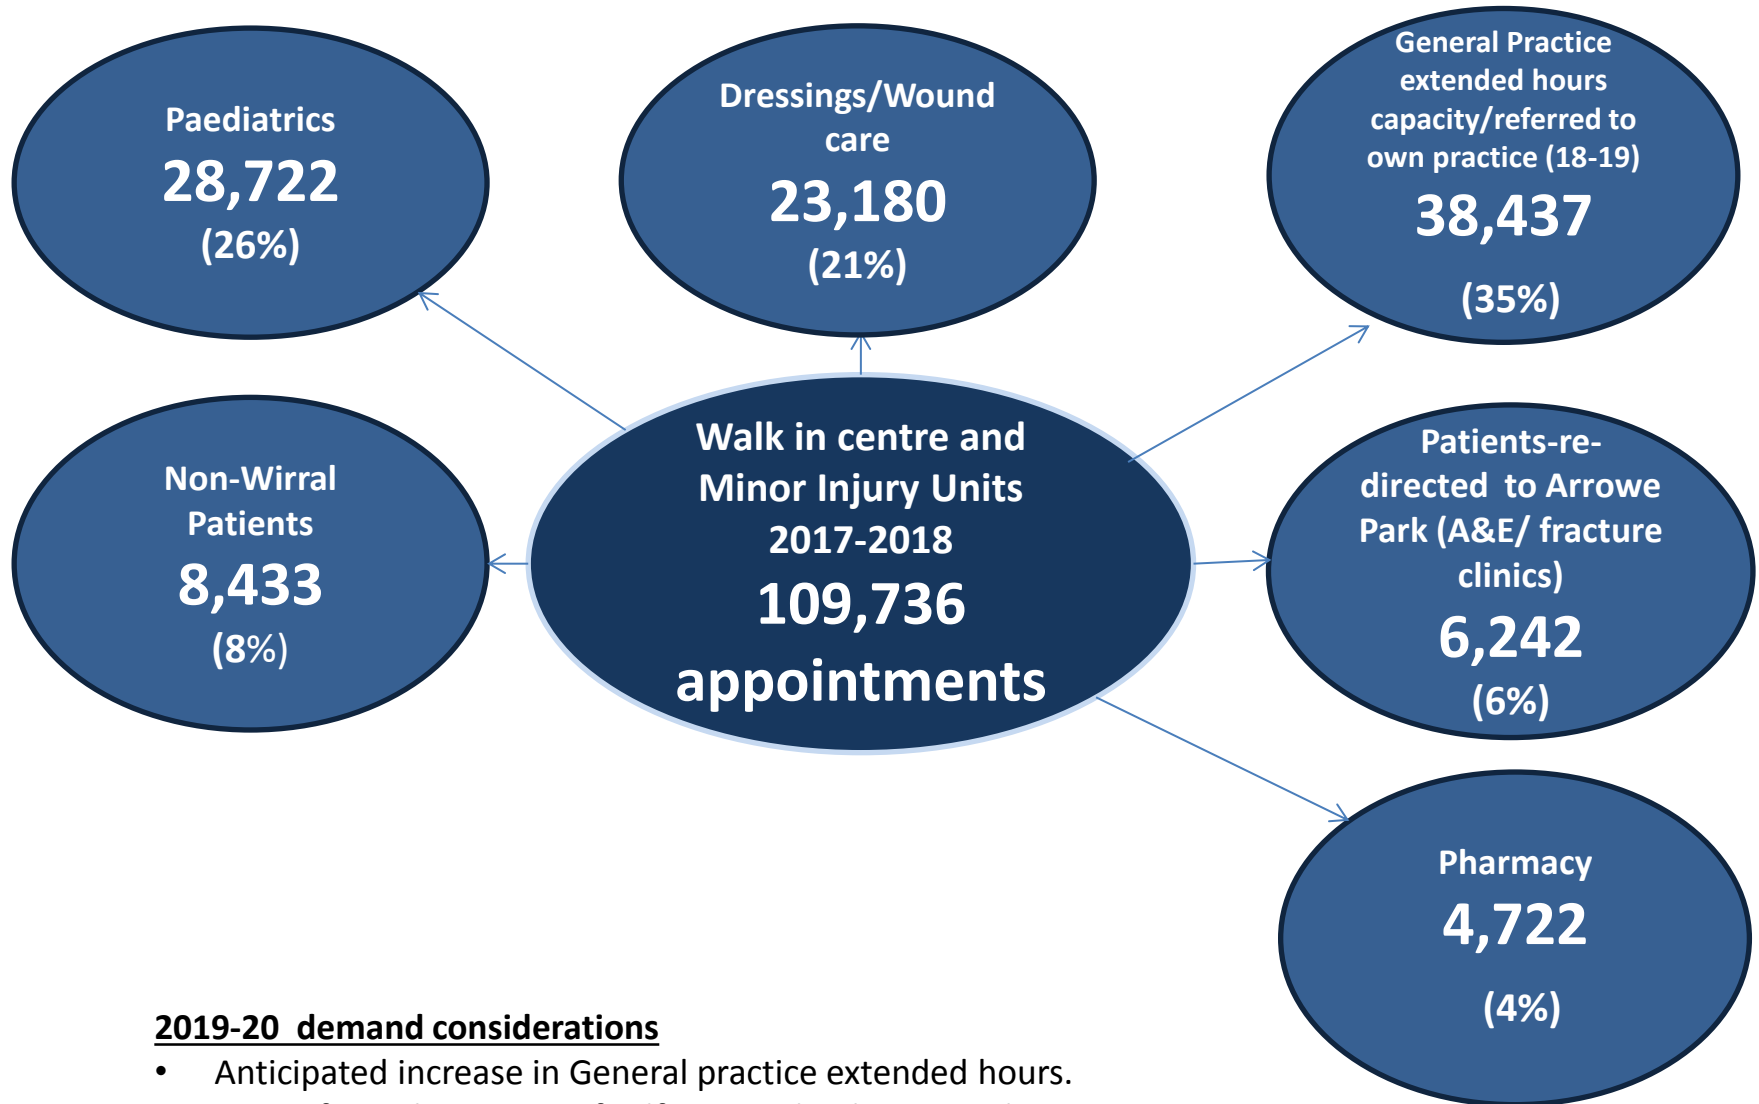 Paediatrics
28,722
(26%)
Dressings/Wound
care
23,180
(21%)
General Practice
extended hours
capacity/referred to
own practice (18-19)
38,437
(35%)
Non-Wirral
Patients
8,433
(8%)
Walk in centre and
Minor Injury Units
2017-2018
109,736
appointments
Patients-re-
directed to Arrowe
Park (A&E/ fracture
clinics)
6,242
(6%)
Pharmacy
4,722
(4%)
2019-20 demand considerations
• Anticipated increase in General practice extended hours.